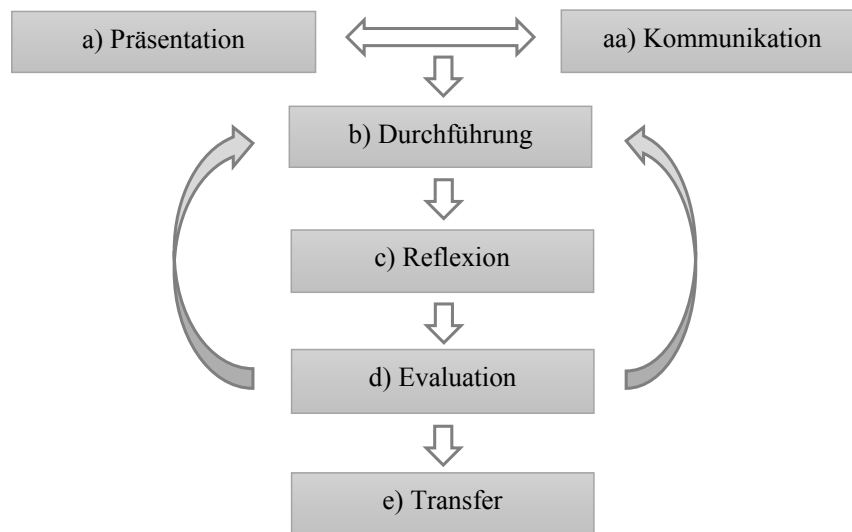 a) Präsentation
aa) Kommunikation
b) Durchführung
c) Reflexion
d) Evaluation
e) Transfer